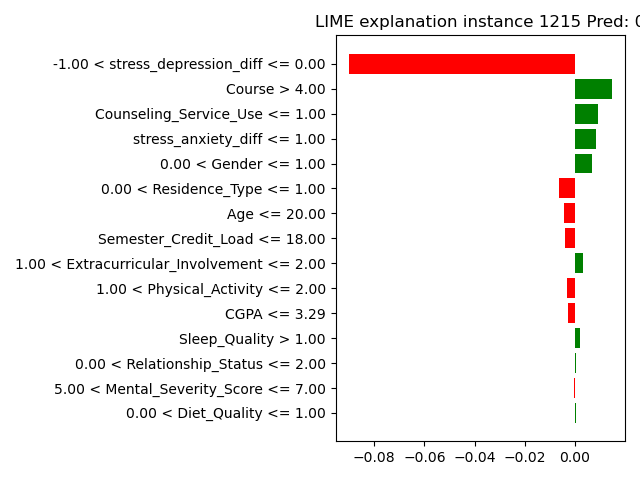 LIME explanation instance 1215 Pred: 0
-1.00 < stress_depression_diff <= 0.00
Course > 4.00
Counseling_Service_Use <= 1.00
stress_anxiety_diff <= 1.00
0.00 < Gender <= 1.00
0.00 < Residence_Type <= 1.00
Age <= 20.00
Semester_Credit_Load <= 18.00
1.00 < Extracurricular_Involvement <= 2.00
1.00 < Physical_Activity <= 2.00
CGPA <= 3.29
Sleep_Quality > 1.00
0.00 < Relationship_Status <= 2.00
5.00 < Mental_Severity_Score <= 7.00
0.00 < Diet_Quality <= 1.00
−0.08 −0.06 −0.04 −0.02 0.00